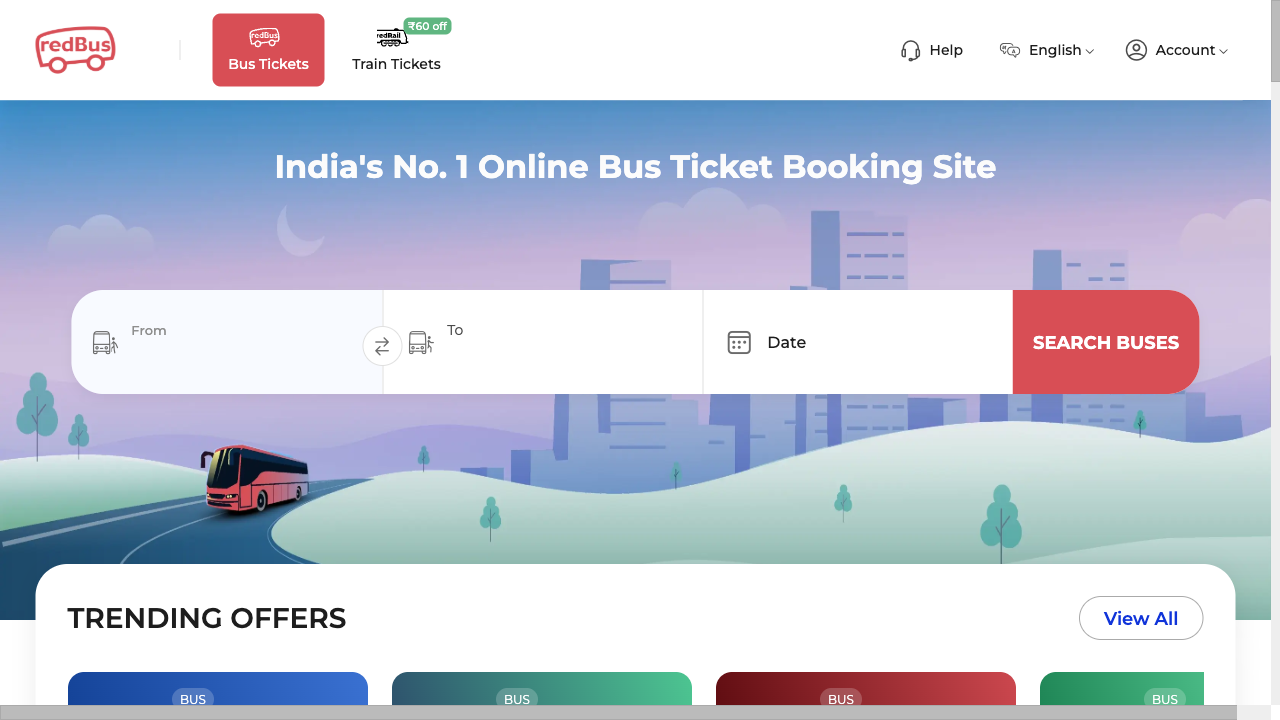 redBus
Bus Tickets
redRail
₹60 off
Train Tickets
Help
English
Account
India's No. 1 Online Bus Ticket Booking Site
From
To
Date
SEARCH BUSES
TRENDING OFFERS
View All
BUS
BUS
BUS
BUS